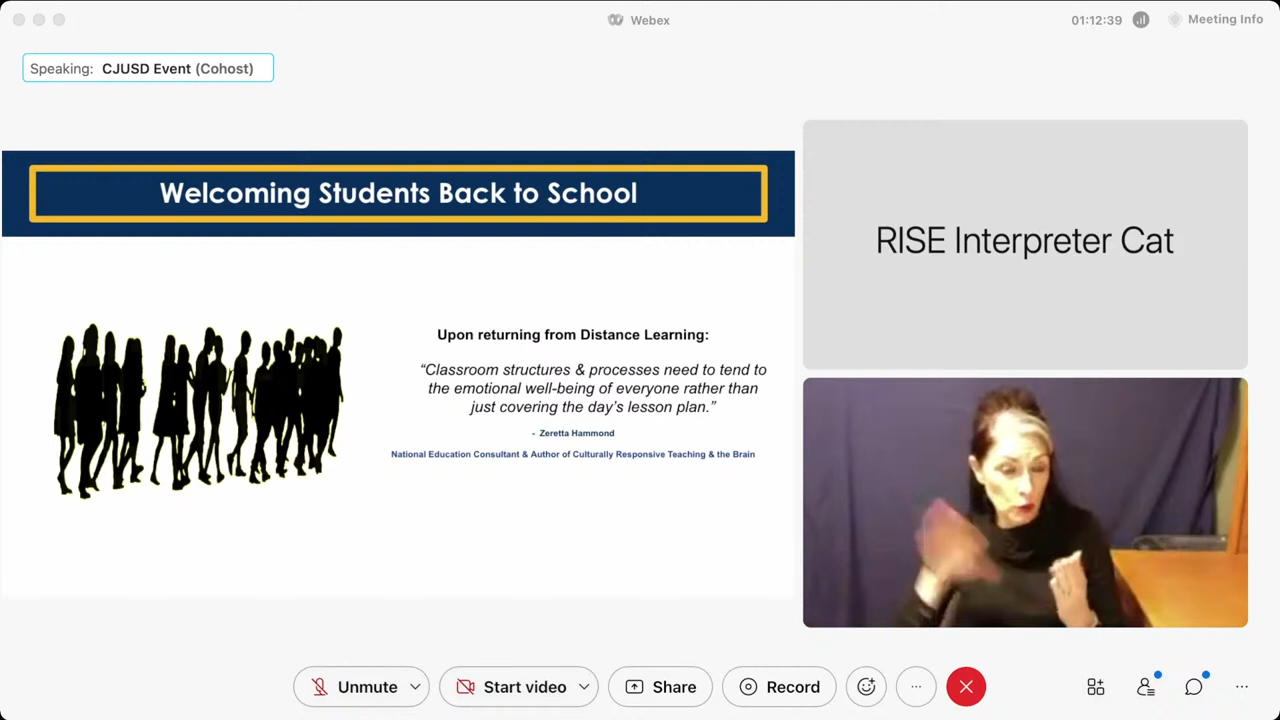 Webex
01:12:39
Meeting Info
Speaking: CJUSD Event (Cohost)
Welcoming Students Back to School
Upon returning from Distance Learning:
“Classroom structures & processes need to tend to
the emotional well-being of everyone rather than
just covering the day’s lesson plan.”
- Zeretta Hammond
National Education Consultant & Author of Culturally Responsive Teaching & the Brain
RISE Interpreter Cat
Unmute
Start video
Share
Record